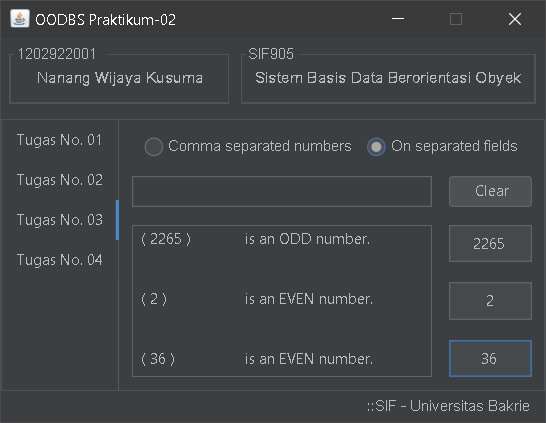 OODBS Praktikum-02
1202922001
Nanang Wijaya Kusuma
SIF905
Sistem Basis Data Berorientasi Obyek
Tugas No. 01
Tugas No. 02
Tugas No. 03
Tugas No. 04
Comma separated numbers
On separated fields
Clear
( 2265 ) is an ODD number.
2265
( 2 ) is an EVEN number.
2
( 36 ) is an EVEN number.
36
::SIF - Universitas Bakrie